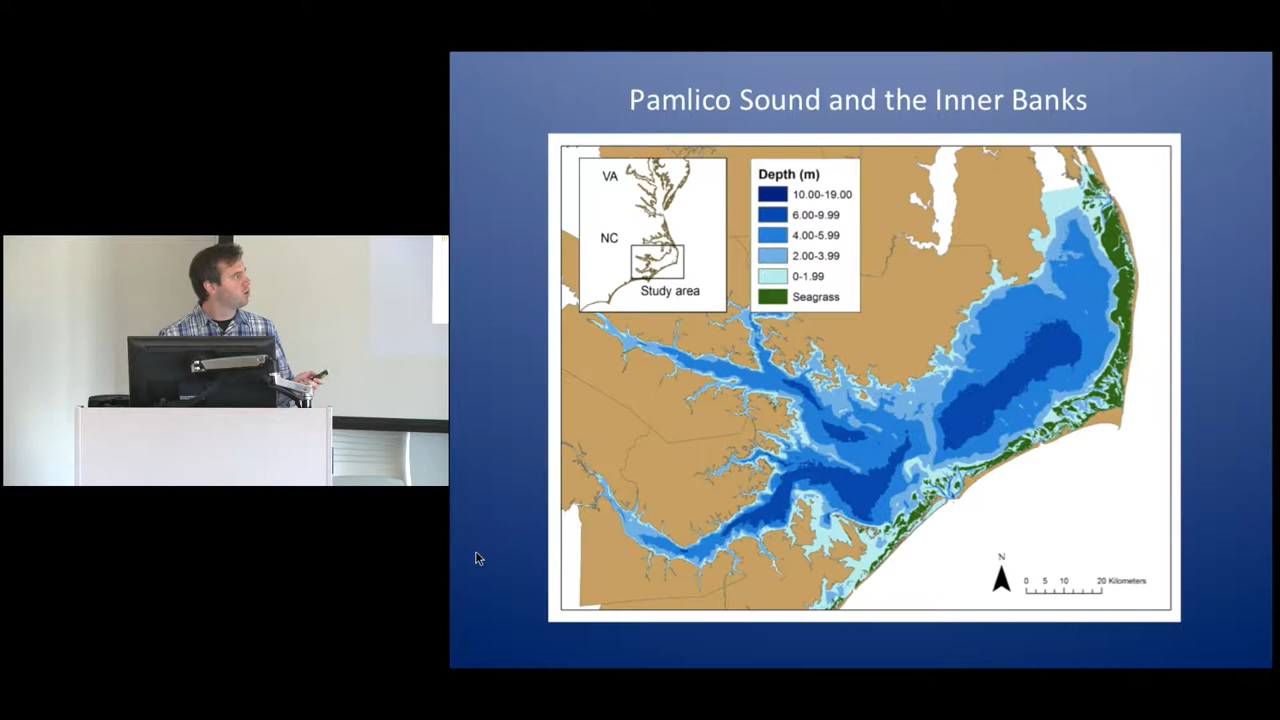 Pamlico Sound and the Inner Banks
VA
NC
Study area
Depth (m)
10.00-19.00
6.00-9.99
4.00-5.99
2.00-3.99
0-1.99
Seagrass
N
0 5 10 20 Kilometers